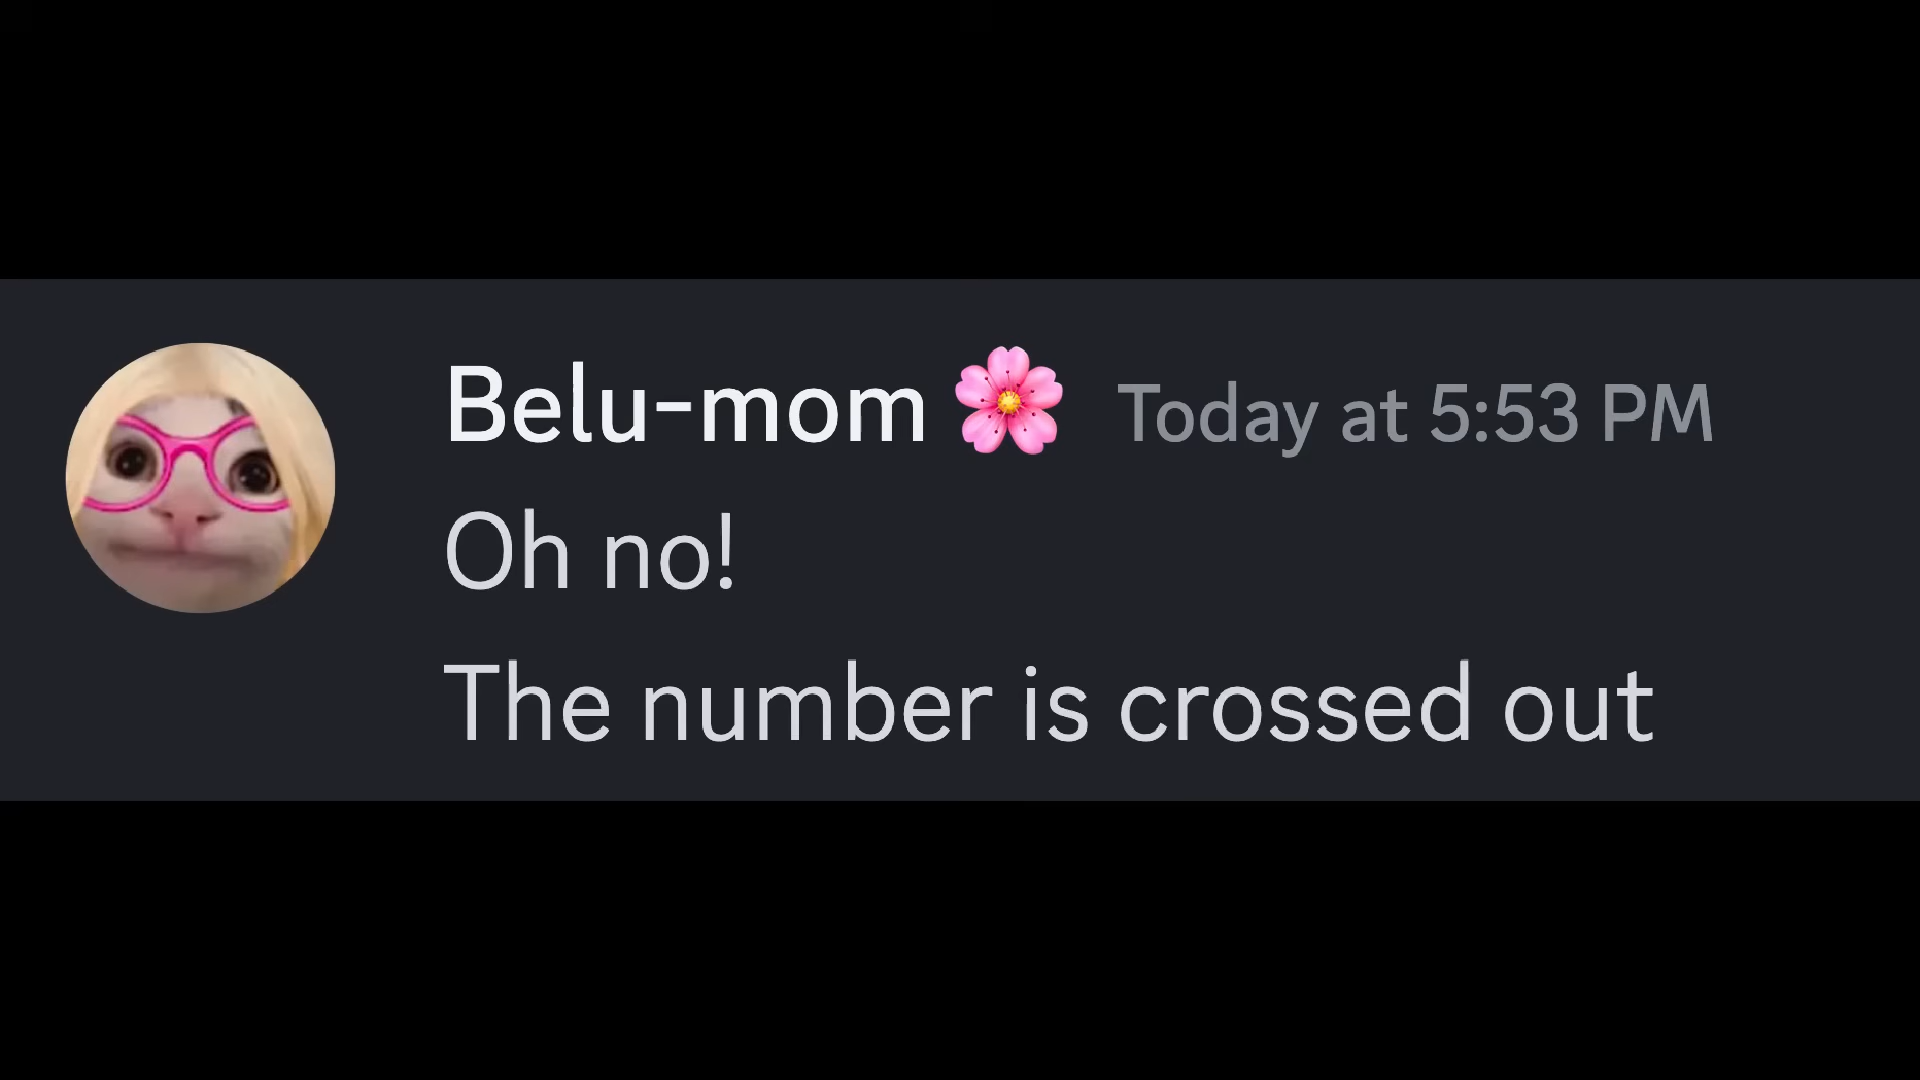 Belu-mom 🌸 Today at 5:53 PM
Oh no!
The number is crossed out